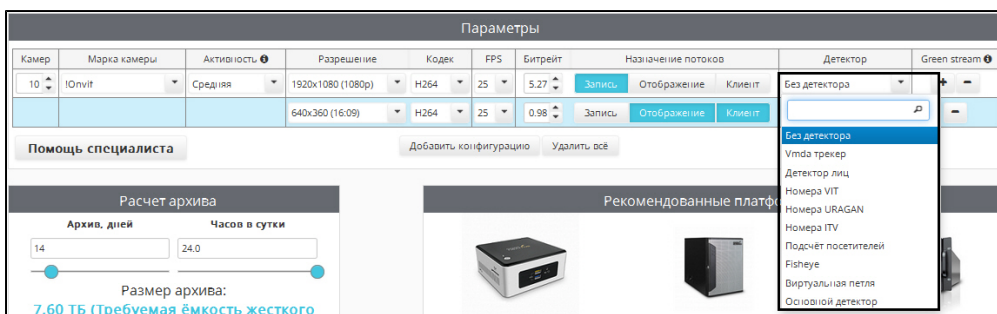 Параметры
Камер Марка камеры Активность Разрешение Кодек FPS Битрейт Назначение потоков Детектор Green stream
10 !Onvif Средняя 1920x1080 (1080p) H264 25 5.27 Запись Отображение Клиент Без детектора + −
640x360 (16:09) H264 25 0.98 Запись Отображение Клиент −
Без детектора
Vmda трекер
Детектор лиц
Номера VIT
Номера URAGAN
Номера ITV
Подсчёт посетителей
Fisheye
Виртуальная петля
Основной детектор
Помощь специалиста Добавить конфигурацию Удалить всё
Расчет архива
Архив, дней Часов в сутки
14 24.0
Размер архива:
7.60 ТБ (Требуемая ёмкость жесткого
Рекомендованные